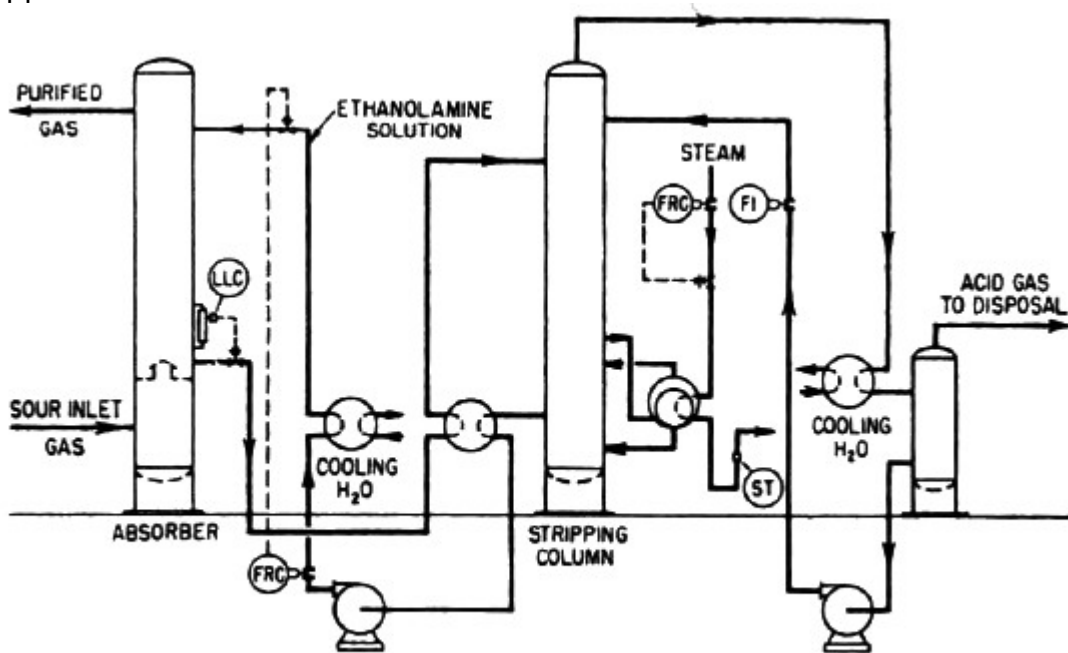 PURIFIED
GAS
ETHANOLAMINE
SOLUTION
STEAM
FRC
FI
LLC
ACID GAS
TO DISPOSAL
SOUR INLET
GAS
COOLING
H₂O
COOLING
H₂O
ST
ABSORBER
STRIPPING
COLUMN
FRC